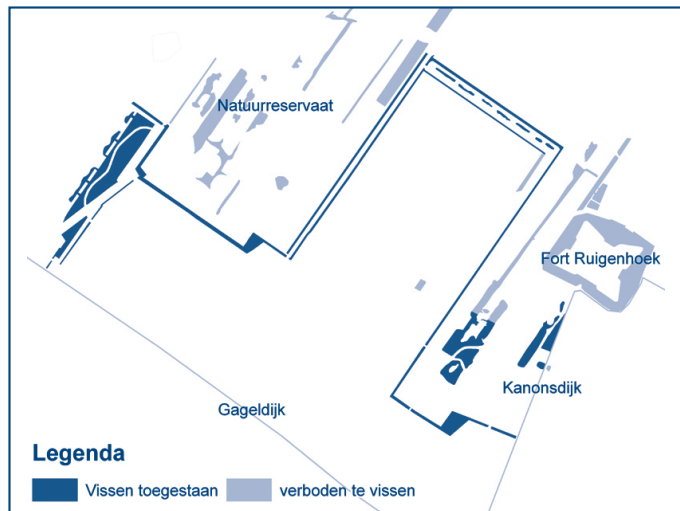 Natuurreservaat
Fort Ruigenhoek
Kanonsdijk
Gageldijk
Legenda
Vissen toegestaan
verboden te vissen